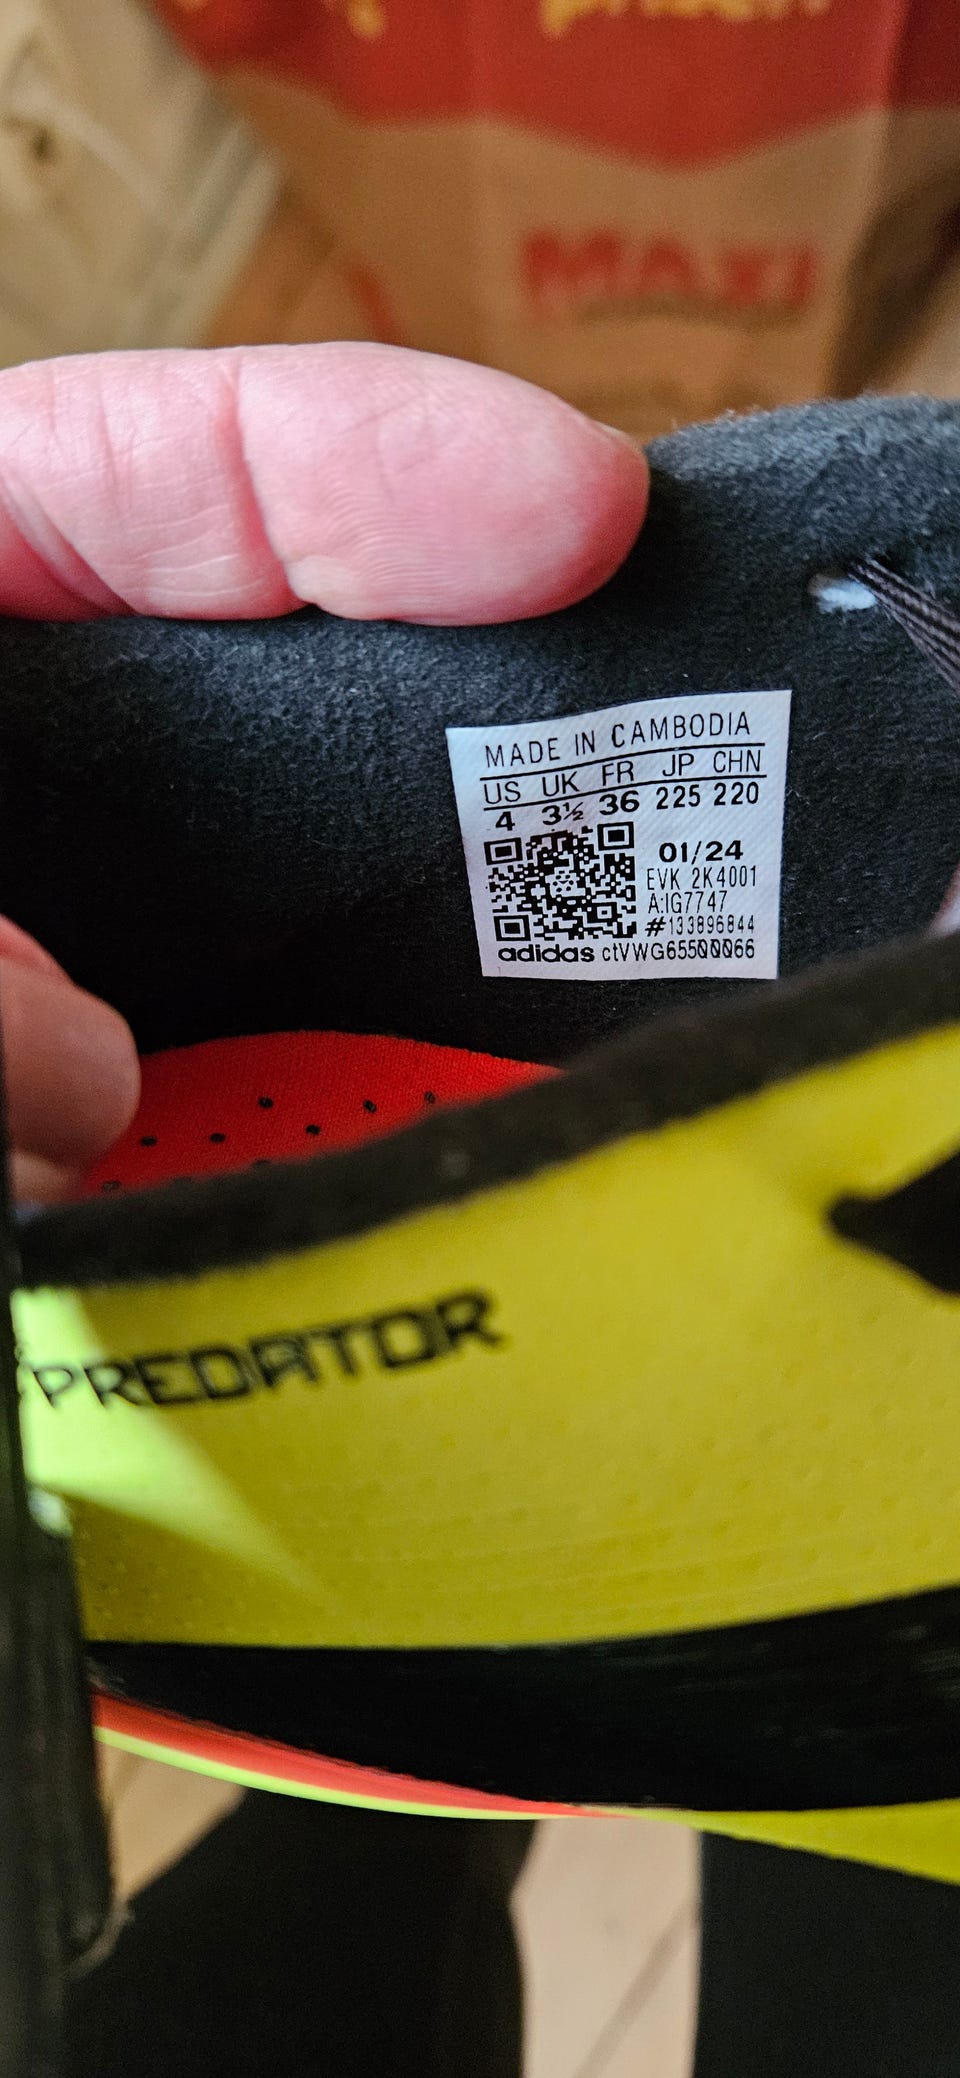 MAXI
MADE IN CAMBODIA
US UK FR JP CHN
4 3½ 36 225 220
01/24
EVK 2K4001
A:IG7747
#133896844
adidas ctVWG65500066
PREDATOR